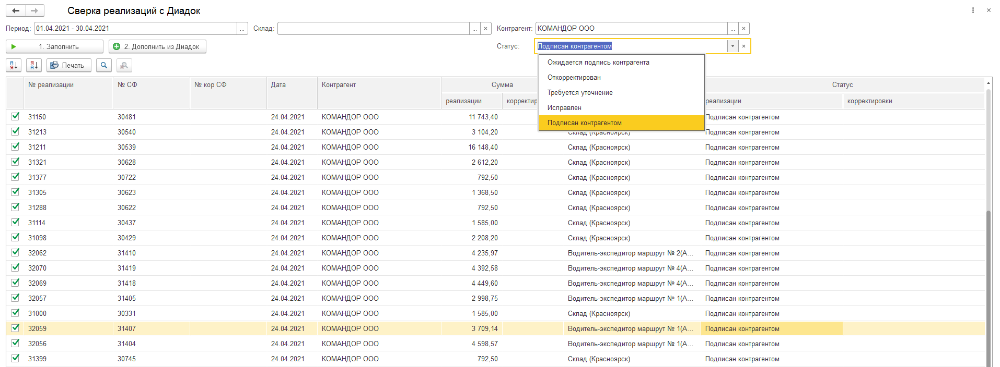 Сверка реализаций с Диадок
Период: 01.04.2021 - 30.04.2021 ... Склад: ... × Контрагент: КОМАНДОР ООО ... ×
1. Заполнить 2. Дополнить из Диадок Статус: Подписан контрагентом ×
Печать
Ожидается подпись контрагента
Откорректирован
Требуется уточнение
Исправлен
Подписан контрагентом
№ реализации № СФ № кор СФ Дата Контрагент Сумма Статус
реализации корректир реализации корректировки
31150 30481 24.04.2021 КОМАНДОР ООО 11 743,40 Подписан контрагентом
31213 30540 24.04.2021 КОМАНДОР ООО 3 104,20 Склад (Красноярск) Подписан контрагентом
31211 30539 24.04.2021 КОМАНДОР ООО 16 148,40 Склад (Красноярск) Подписан контрагентом
31321 30628 24.04.2021 КОМАНДОР ООО 2 612,20 Склад (Красноярск) Подписан контрагентом
31377 30722 24.04.2021 КОМАНДОР ООО 792,50 Склад (Красноярск) Подписан контрагентом
31305 30623 24.04.2021 КОМАНДОР ООО 1 368,50 Склад (Красноярск) Подписан контрагентом
31288 30622 24.04.2021 КОМАНДОР ООО 792,50 Склад (Красноярск) Подписан контрагентом
31114 30437 24.04.2021 КОМАНДОР ООО 1 585,00 Склад (Красноярск) Подписан контрагентом
31098 30429 24.04.2021 КОМАНДОР ООО 2 208,20 Склад (Красноярск) Подписан контрагентом
32062 31410 24.04.2021 КОМАНДОР ООО 4 235,97 Водитель-экспедитор маршрут № 2(А... Подписан контрагентом
32070 31419 24.04.2021 КОМАНДОР ООО 4 392,58 Водитель-экспедитор маршрут № 4(А... Подписан контрагентом
32069 31418 24.04.2021 КОМАНДОР ООО 4 449,60 Водитель-экспедитор маршрут № 4(А... Подписан контрагентом
32057 31405 24.04.2021 КОМАНДОР ООО 2 998,75 Водитель-экспедитор маршрут № 1(А... Подписан контрагентом
31000 30331 24.04.2021 КОМАНДОР ООО 1 585,00 Склад (Красноярск) Подписан контрагентом
32059 31407 24.04.2021 КОМАНДОР ООО 3 709,14 Водитель-экспедитор маршрут № 1(А... Подписан контрагентом
32056 31404 24.04.2021 КОМАНДОР ООО 4 598,57 Водитель-экспедитор маршрут № 1(А... Подписан контрагентом
31399 30745 24.04.2021 КОМАНДОР ООО 792,50 Склад (Красноярск) Подписан контрагентом